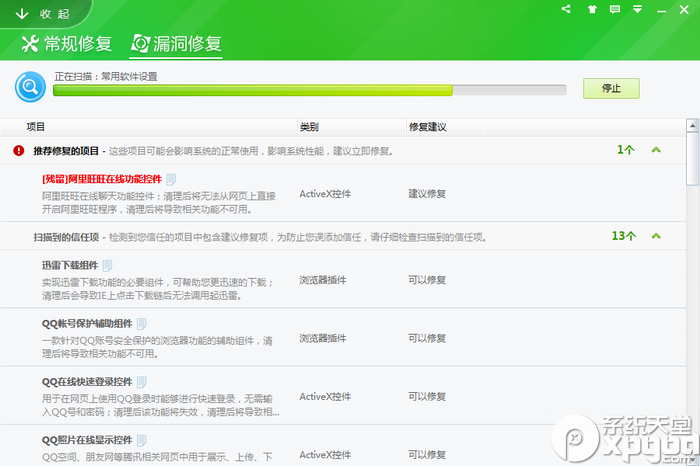 收 起
常规修复
漏洞修复
正在扫描：常用软件设置
停止
项目 类别 修复建议
推荐修复的项目 - 这些项目可能会影响系统的正常使用，影响系统性能，建议立即修复。 1个
[残留]阿里旺旺在线功能控件
阿里旺旺在线聊天功能控件；清理后将无法从网页上直接 ActiveX控件 建议修复
开启阿里旺旺程序，清理后将导致相关功能不可用。
扫描到的信任项 - 检测到您信任的项目中包含建议修复项，为防止您误添加信任，请仔细检查扫描到的信任项。 13个
迅雷下载组件
实现迅雷下载功能的必要组件，可帮助您更迅速的下载； 浏览器插件 可以修复
清理后会导致IE上点击下载链后无法调用起迅雷。
QQ帐号保护辅助组件
一款针对QQ账号安全保护的浏览器功能的辅助组件，清 浏览器插件 可以修复
理后将导致相关功能不可用。
QQ在线快速登录控件
用于在网页上使用QQ登录时能够进行快速登录，无需输 ActiveX控件 可以修复
入QQ号和密码；清理后该功能将失效，清理后将导致相...
QQ照片在线显示控件
QQ空间、朋友网等腾讯相关网页中用于展示、上传、下 ActiveX控件 可以修复
系统天堂
xpgod